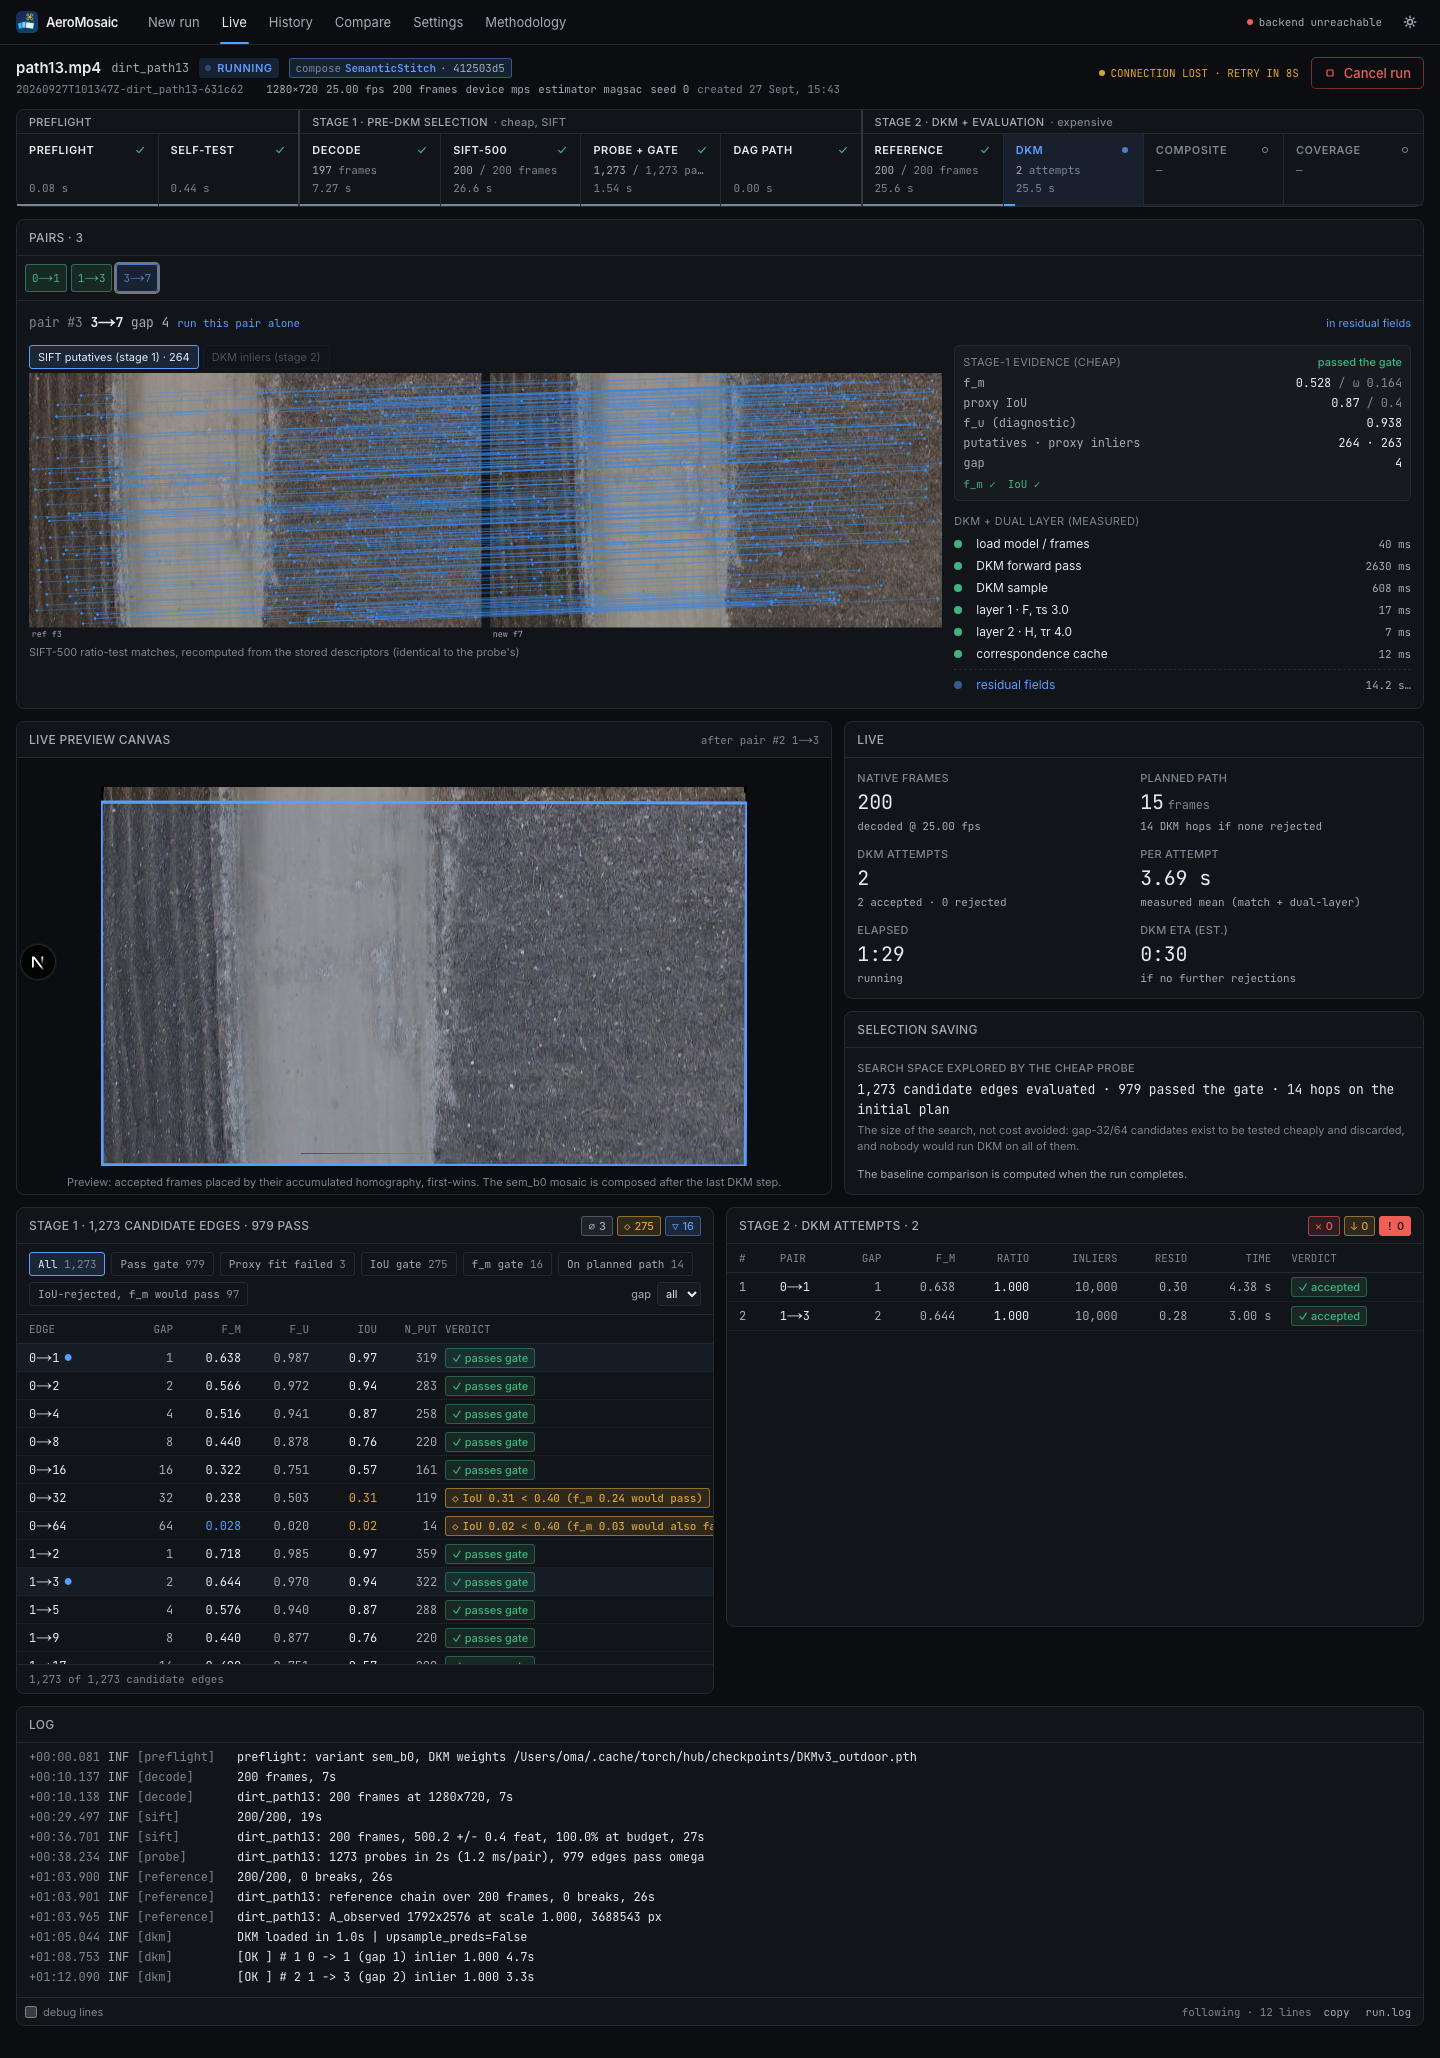 AeroMosaic New run Live History Compare Settings Methodology backend unreachable
path13.mp4 dirt_path13 RUNNING compose SemanticStitch · 412503d5 CONNECTION LOST · RETRY IN 8S Cancel run
20260927T101347Z-dirt_path13-631c62 1280×720 25.00 fps 200 frames device mps estimator magsac seed 0 created 27 Sept, 15:43
PREFLIGHT STAGE 1 · PRE-DKM SELECTION · cheap, SIFT STAGE 2 · DKM + EVALUATION · expensive
PREFLIGHT ✓ SELF-TEST ✓ DECODE ✓ SIFT-500 ✓ PROBE + GATE ✓ DAG PATH ✓ REFERENCE ✓ DKM COMPOSITE COVERAGE
197 frames 200 / 200 frames 1,273 / 1,273 pa… 200 / 200 frames 2 attempts — —
0.08 s 0.44 s 7.27 s 26.6 s 1.54 s 0.00 s 25.6 s 25.5 s
PAIRS · 3
0⟶1 1⟶3 3⟶7
pair #3 3⟶7 gap 4 run this pair alone in residual fields
SIFT putatives (stage 1) · 264 DKM inliers (stage 2)
ref f3 new f7
SIFT-500 ratio-test matches, recomputed from the stored descriptors (identical to the probe's)
STAGE-1 EVIDENCE (CHEAP) passed the gate
f_m 0.528 / ω 0.164
proxy IoU 0.87 / 0.4
f_u (diagnostic) 0.938
putatives · proxy inliers 264 · 263
gap 4
f_m ✓ IoU ✓
DKM + DUAL LAYER (MEASURED)
load model / frames 40 ms
DKM forward pass 2630 ms
DKM sample 608 ms
layer 1 · F, τs 3.0 17 ms
layer 2 · H, τr 4.0 7 ms
correspondence cache 12 ms
residual fields 14.2 s…
LIVE PREVIEW CANVAS after pair #2 1⟶3
N
Preview: accepted frames placed by their accumulated homography, first-wins. The sem_b0 mosaic is composed after the last DKM step.
LIVE
NATIVE FRAMES PLANNED PATH
200 15 frames
decoded @ 25.00 fps 14 DKM hops if none rejected
DKM ATTEMPTS PER ATTEMPT
2 3.69 s
2 accepted · 0 rejected measured mean (match + dual-layer)
ELAPSED DKM ETA (EST.)
1:29 0:30
running if no further rejections
SELECTION SAVING
SEARCH SPACE EXPLORED BY THE CHEAP PROBE
1,273 candidate edges evaluated · 979 passed the gate · 14 hops on the
initial plan
The size of the search, not cost avoided: gap-32/64 candidates exist to be tested cheaply and discarded,
and nobody would run DKM on all of them.
The baseline comparison is computed when the run completes.
STAGE 1 · 1,273 CANDIDATE EDGES · 979 PASS ⌀ 3 ◇ 275 ▽ 16
All 1,273 Pass gate 979 Proxy fit failed 3 IoU gate 275 f_m gate 16 On planned path 14
IoU-rejected, f_m would pass 97 gap all
EDGE GAP F_M F_U IOU N_PUT VERDICT
0⟶1 1 0.638 0.987 0.97 319 ✓ passes gate
0⟶2 2 0.566 0.972 0.94 283 ✓ passes gate
0⟶4 4 0.516 0.941 0.87 258 ✓ passes gate
0⟶8 8 0.440 0.878 0.76 220 ✓ passes gate
0⟶16 16 0.322 0.751 0.57 161 ✓ passes gate
0⟶32 32 0.238 0.503 0.31 119 ◇ IoU 0.31 < 0.40 (f_m 0.24 would pass)
0⟶64 64 0.028 0.020 0.02 14 ◇ IoU 0.02 < 0.40 (f_m 0.03 would also fa
1⟶2 1 0.718 0.985 0.97 359 ✓ passes gate
1⟶3 2 0.644 0.970 0.94 322 ✓ passes gate
1⟶5 4 0.576 0.940 0.87 288 ✓ passes gate
1⟶9 8 0.440 0.877 0.76 220 ✓ passes gate
1,273 of 1,273 candidate edges
STAGE 2 · DKM ATTEMPTS · 2 × 0 ↓ 0 ! 0
# PAIR GAP F_M RATIO INLIERS RESID TIME VERDICT
1 0⟶1 1 0.638 1.000 10,000 0.30 4.38 s ✓ accepted
2 1⟶3 2 0.644 1.000 10,000 0.28 3.00 s ✓ accepted
LOG
+00:00.081 INF [preflight] preflight: variant sem_b0, DKM weights /Users/oma/.cache/torch/hub/checkpoints/DKMv3_outdoor.pth
+00:10.137 INF [decode] 200 frames, 7s
+00:10.138 INF [decode] dirt_path13: 200 frames at 1280x720, 7s
+00:29.497 INF [sift] 200/200, 19s
+00:36.701 INF [sift] dirt_path13: 200 frames, 500.2 +/- 0.4 feat, 100.0% at budget, 27s
+00:38.234 INF [probe] dirt_path13: 1273 probes in 2s (1.2 ms/pair), 979 edges pass omega
+01:03.900 INF [reference] 200/200, 0 breaks, 26s
+01:03.901 INF [reference] dirt_path13: reference chain over 200 frames, 0 breaks, 26s
+01:03.965 INF [reference] dirt_path13: A_observed 1792x2576 at scale 1.000, 3688543 px
+01:05.044 INF [dkm] DKM loaded in 1.0s | upsample_preds=False
+01:08.753 INF [dkm] [OK ] # 1 0 -> 1 (gap 1) inlier 1.000 4.7s
+01:12.090 INF [dkm] [OK ] # 2 1 -> 3 (gap 2) inlier 1.000 3.3s
debug lines following · 12 lines copy run.log